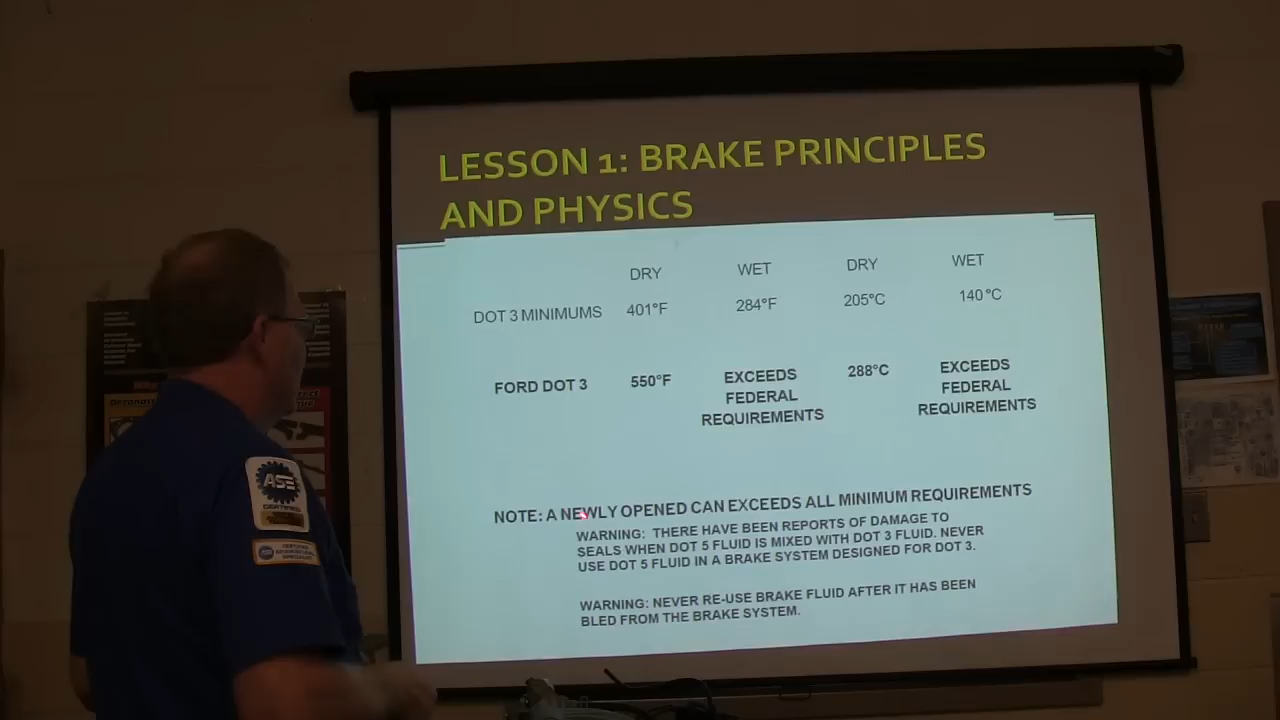 LESSON 1: BRAKE PRINCIPLES
AND PHYSICS
DRY WET DRY WET
DOT 3 MINIMUMS 401°F 284°F 205°C 140°C
FORD DOT 3 550°F EXCEEDS FEDERAL REQUIREMENTS 288°C EXCEEDS FEDERAL REQUIREMENTS
NOTE: A NEWLY OPENED CAN EXCEEDS ALL MINIMUM REQUIREMENTS
WARNING: THERE HAVE BEEN REPORTS OF DAMAGE TO
SEALS WHEN DOT 5 FLUID IS MIXED WITH DOT 3 FLUID. NEVER
USE DOT 5 FLUID IN A BRAKE SYSTEM DESIGNED FOR DOT 3.
WARNING: NEVER RE-USE BRAKE FLUID AFTER IT HAS BEEN
BLED FROM THE BRAKE SYSTEM.
ASE
CERTIFIED